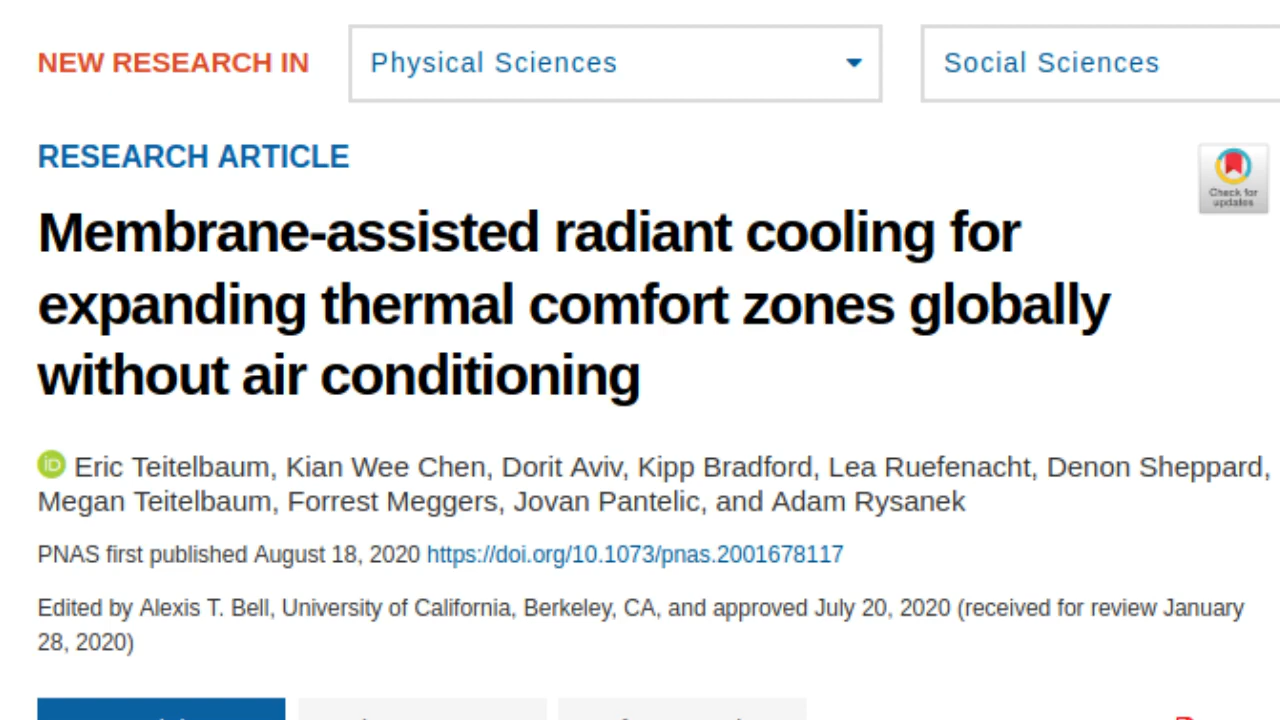 NEW RESEARCH IN Physical Sciences Social Sciences
RESEARCH ARTICLE
Check for
updates
Membrane-assisted radiant cooling for
expanding thermal comfort zones globally
without air conditioning
iD Eric Teitelbaum, Kian Wee Chen, Dorit Aviv, Kipp Bradford, Lea Ruefenacht, Denon Sheppard,
Megan Teitelbaum, Forrest Meggers, Jovan Pantelic, and Adam Rysanek
PNAS first published August 18, 2020 https://doi.org/10.1073/pnas.2001678117
Edited by Alexis T. Bell, University of California, Berkeley, CA, and approved July 20, 2020 (received for review January
28, 2020)